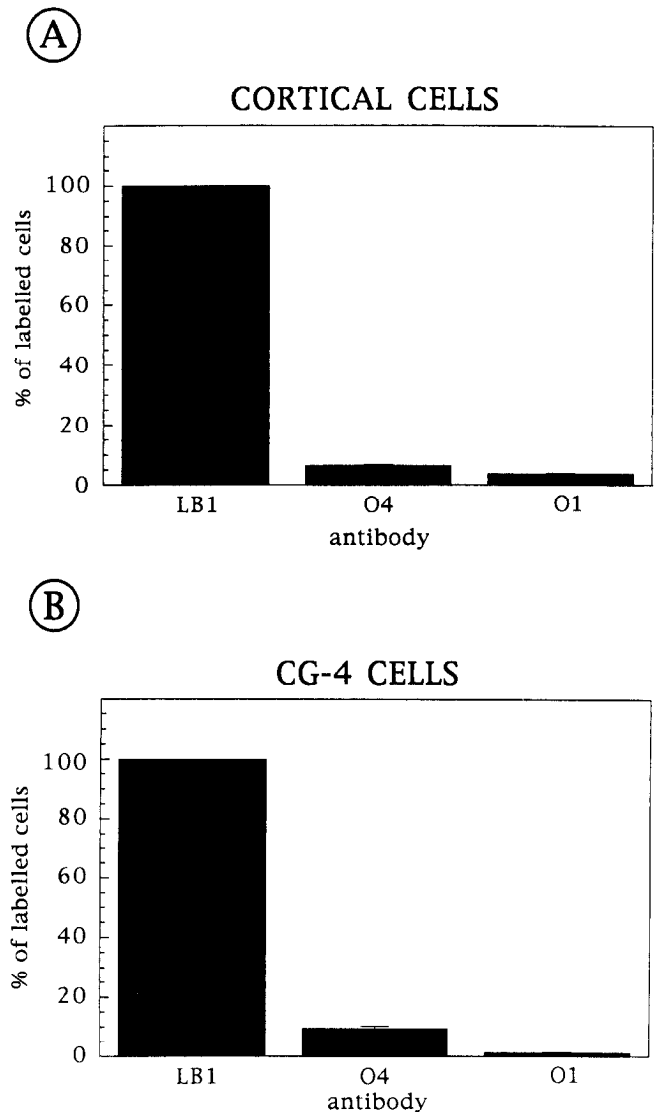 A
CORTICAL CELLS
% of labelled cells
100
80
60
40
20
0
LB1 O4 O1
antibody
B
CG-4 CELLS
% of labelled cells
100
80
60
40
20
0
LB1 O4 O1
antibody